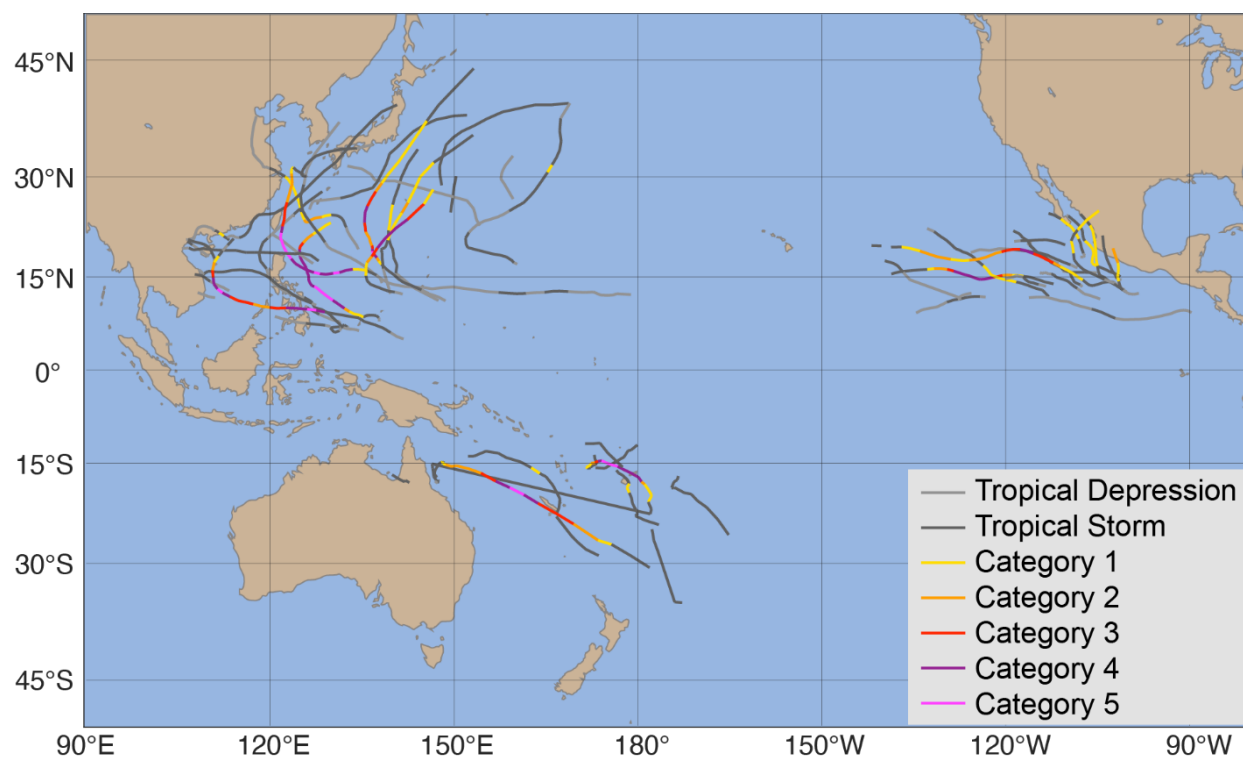 45°N
30°N
15°N
0°
15°S
30°S
45°S
Tropical Depression
Tropical Storm
Category 1
Category 2
Category 3
Category 4
Category 5
90°E 120°E 150°E 180° 150°W 120°W 90°W